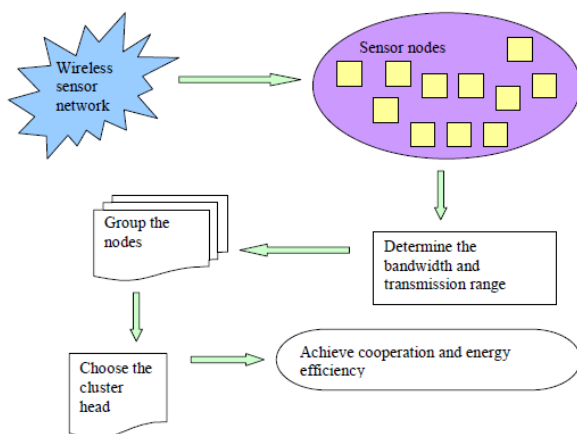 Wireless
sensor
network
Sensor nodes
Determine the
bandwidth and
transmission range
Group the
nodes
Choose the
cluster
head
Achieve cooperation and energy
efficiency